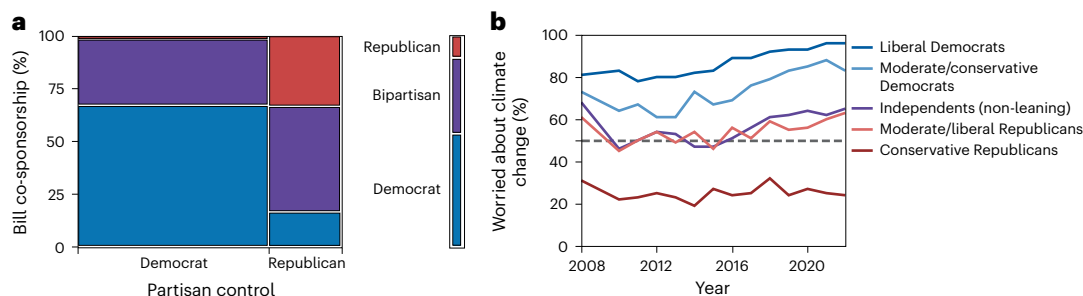 a
100
75
50
25
0
Bill co-sponsorship (%)
Democrat
Republican
Partisan control
Republican
Bipartisan
Democrat
b
100
80
60
40
20
0
Worried about climate
change (%)
2008
2012
2016
2020
Year
Liberal Democrats
Moderate/conservative
Democrats
Independents (non-leaning)
Moderate/liberal Republicans
Conservative Republicans